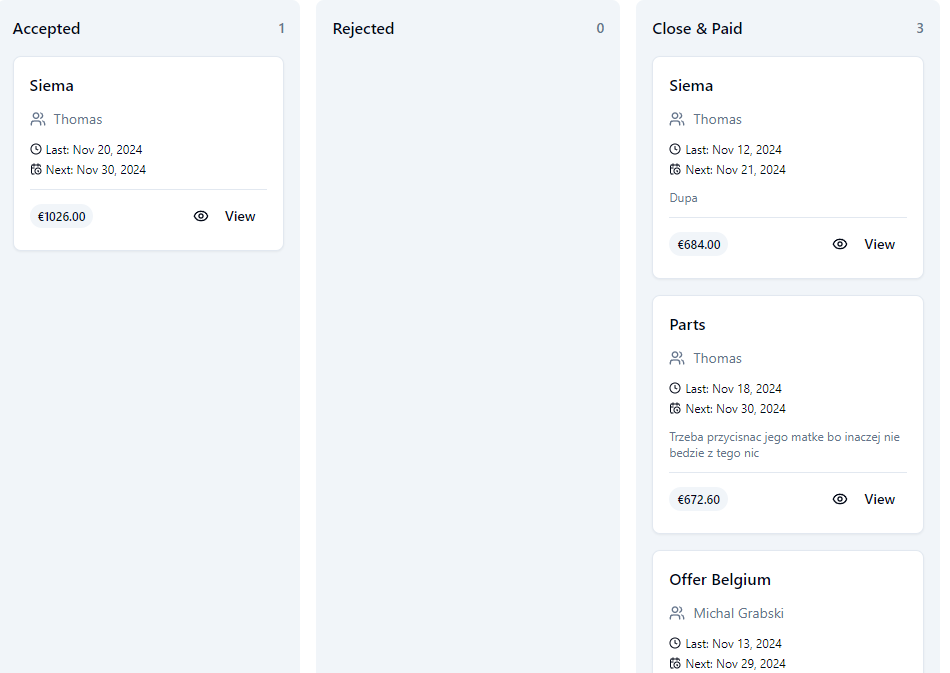 Accepted 1
Siema
Thomas
Last: Nov 20, 2024
Next: Nov 30, 2024
€1026.00 View
Rejected 0
Close & Paid 3
Siema
Thomas
Last: Nov 12, 2024
Next: Nov 21, 2024
Dupa
€684.00 View
Parts
Thomas
Last: Nov 18, 2024
Next: Nov 30, 2024
Trzeba przycisnac jego matke bo inaczej nie
bedzie z tego nic
€672.60 View
Offer Belgium
Michal Grabski
Last: Nov 13, 2024
Next: Nov 29, 2024